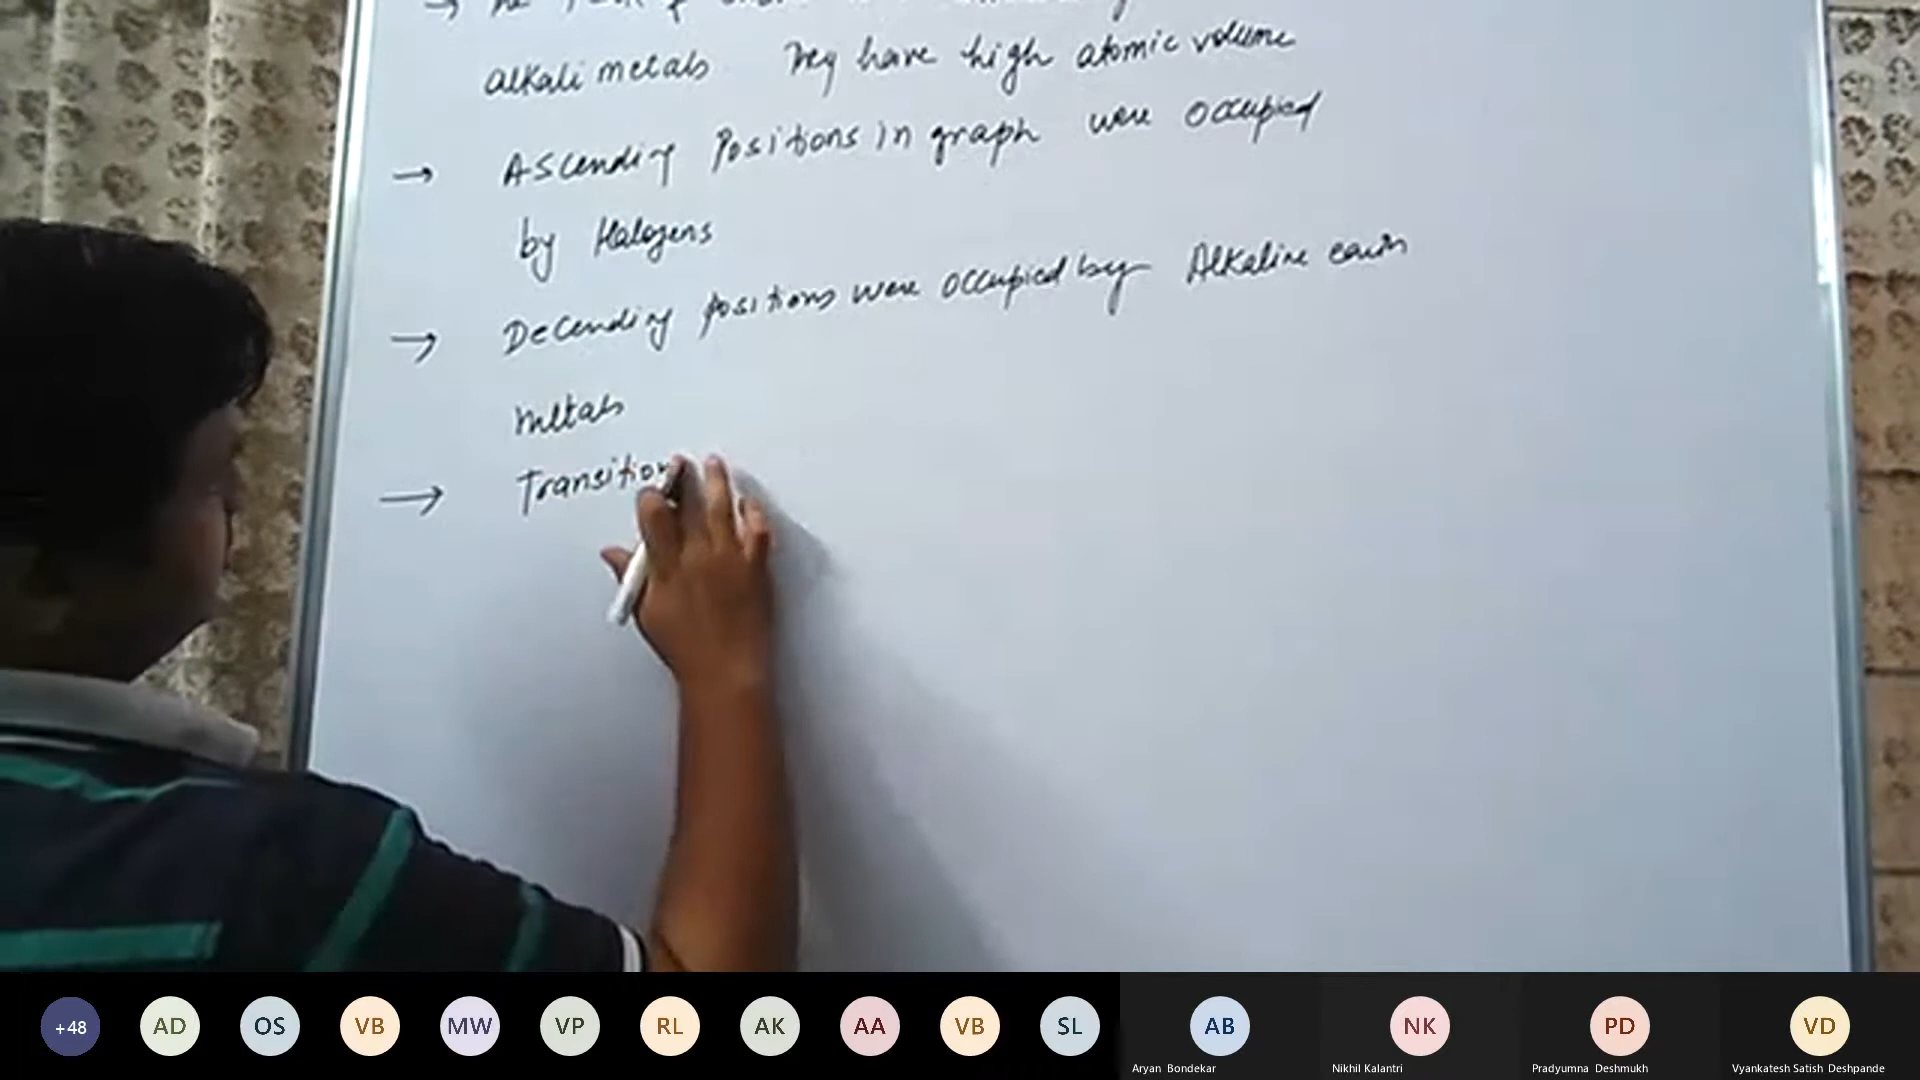 alkali metals They have high atomic volume
→ Ascending Positions in graph were occupied
by Halogens
→ Decending positions were occupied by Alkaline earth
metals
→ Transition
+48 AD OS VB MW VP RL AK AA VB SL AB NK PD VD
Aryan Bondekar Nikhil Kalantri Pradyumna Deshmukh Vyankatesh Satish Deshpande